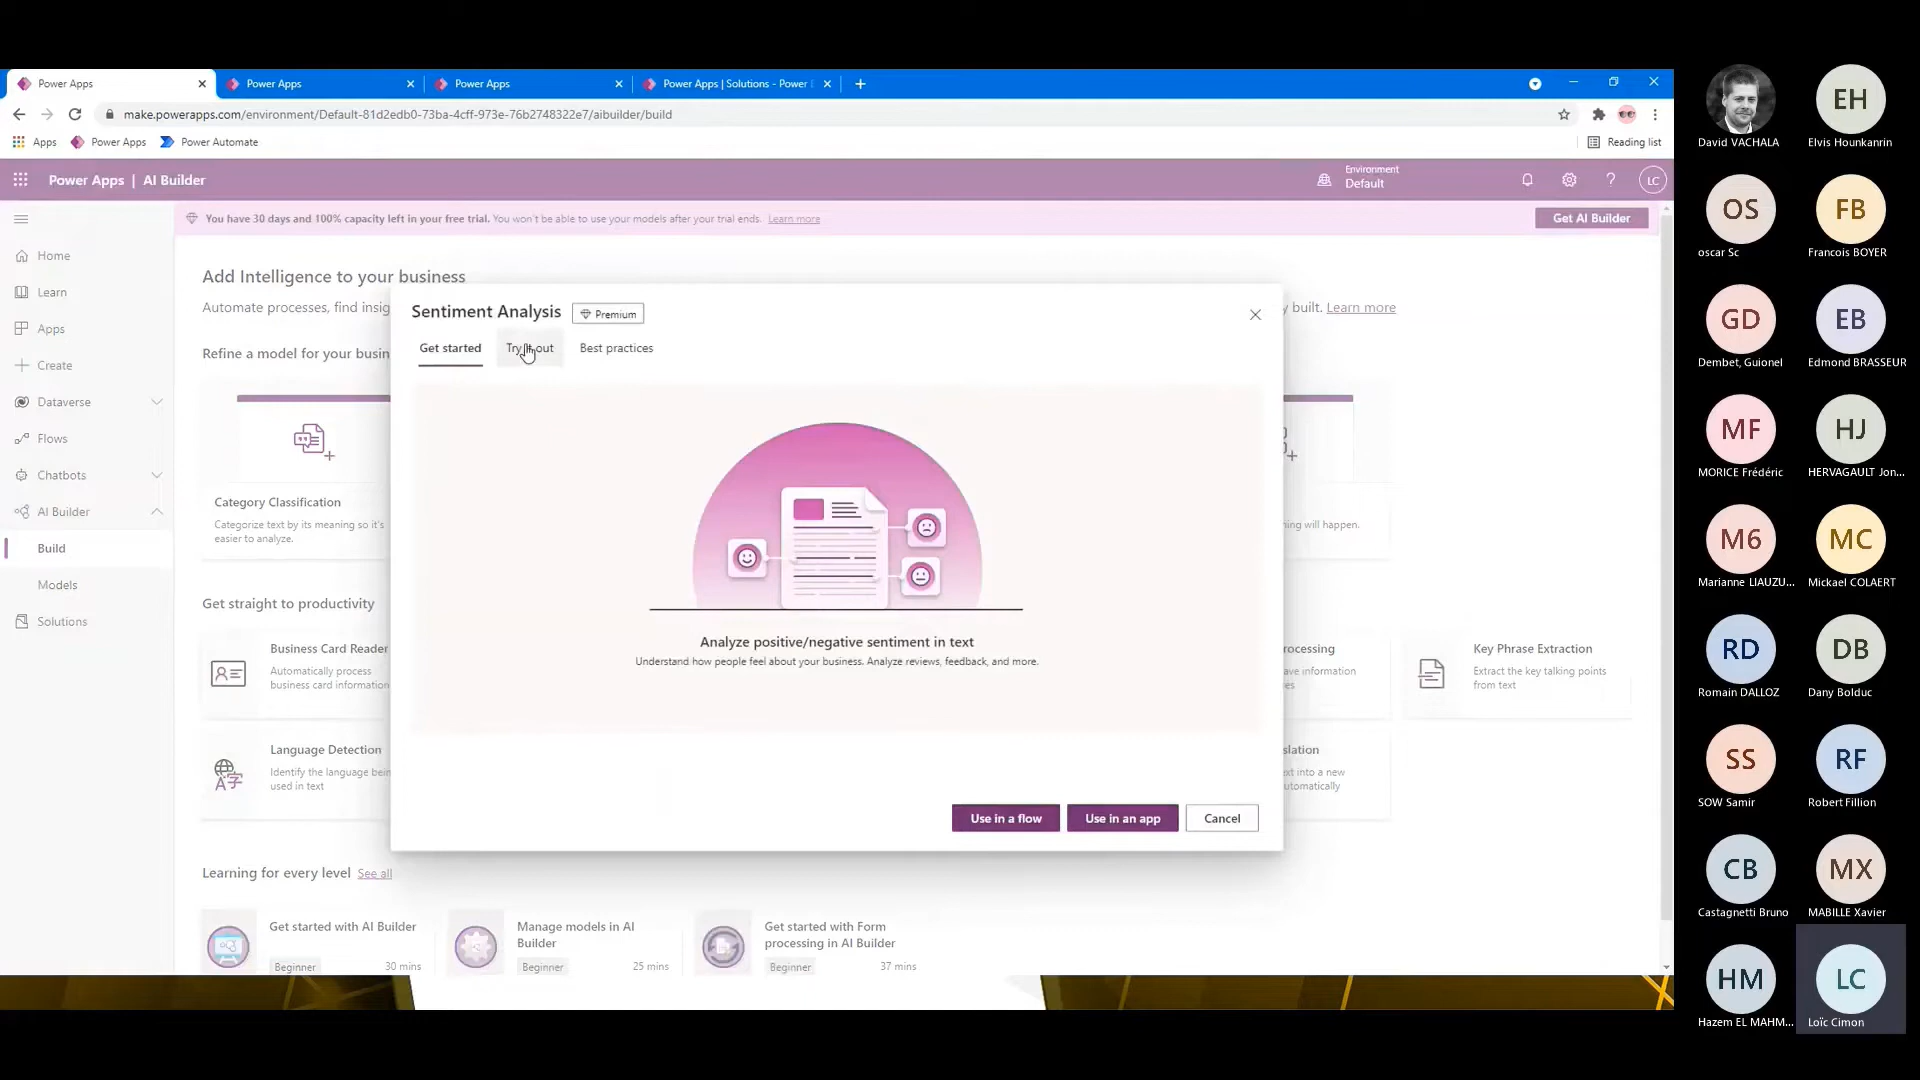 Power Apps
Power Apps
Power Apps
Power Apps | Solutions - Power
make.powerapps.com/environment/Default-81d2edb0-73ba-4cff-973e-76b2748322e7/aibuilder/build
Apps
Power Apps
Power Automate
Reading list
Power Apps | AI Builder
Environment
Default
LC
You have 30 days and 100% capacity left in your free trial. You won't be able to use your models after your trial ends. Learn more
Get AI Builder
Home
Learn
Apps
Create
Dataverse
Flows
Chatbots
AI Builder
Build
Models
Solutions
Add Intelligence to your business
Automate processes, find
y built. Learn more
Refine a model for your
Category Classification
Categorize text by its meaning so it's
easier to analyze.
ning will happen.
Get straight to productivity
Business Card Reader
Automatically process
business card information
Language Detection
Identify the language
used in text
rocessing
ave information
es
Key Phrase Extraction
Extract the key talking points
from text
slation
ext into a new
utomatically
Sentiment Analysis
Premium
Get started
Try it out
Best practices
Analyze positive/negative sentiment in text
Understand how people feel about your business. Analyze reviews, feedback, and more.
Use in a flow
Use in an app
Cancel
Learning for every level See all
Get started with AI Builder
Beginner
30 mins
Manage models in AI
Builder
Beginner
25 mins
Get started with Form
processing in AI Builder
Beginner
37 mins
David VACHALA
EH
Elvis Hounkanrin
OS
oscar Sc
FB
Francois BOYER
GD
Dembet, Guionel
EB
Edmond BRASSEUR
MF
MORICE Frédéric
HJ
HERVAGAULT Jon...
M6
Marianne LIAUZU...
MC
Mickael COLAERT
RD
Romain DALLOZ
DB
Dany Bolduc
SS
SOW Samir
RF
Robert Fillion
CB
Castagnetti Bruno
MX
MABILLE Xavier
HM
Hazem EL MAHM...
LC
Loïc Cimon